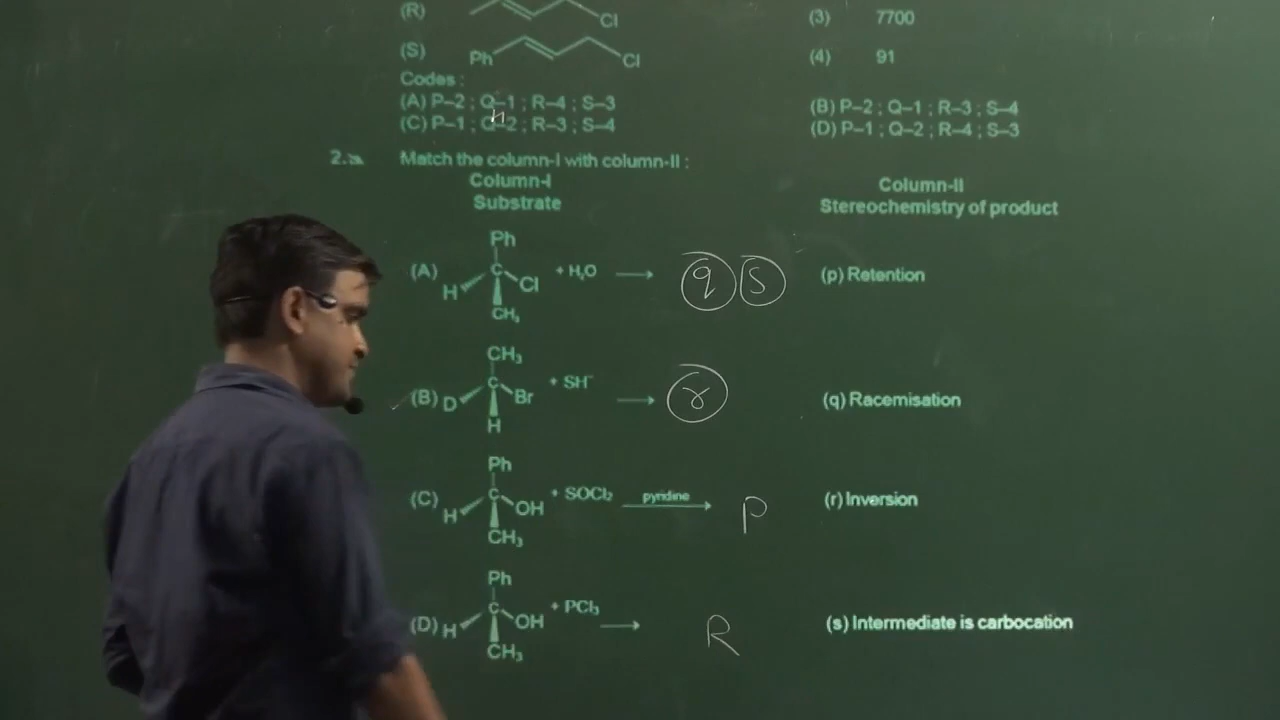 (R) Cl (3) 7700
(S) Ph Cl (4) 91
Codes :
(A) P–2 ; Q–1 ; R–4 ; S–3 (B) P–2 ; Q–1 ; R–3 ; S–4
(C) P–1 ; Q–2 ; R–3 ; S–4 (D) P–1 ; Q–2 ; R–4 ; S–3
2. Match the column-I with column-II :
Column-I Column-II
Substrate Stereochemistry of product
Ph
(A) H C Cl + H₂O ⟶ q s (p) Retention
CH₃
CH₃
(B) D C Br + SH⁻ ⟶ r (q) Racemisation
H
Ph
(C) H C OH + SOCl₂ pyridine ⟶ P (r) Inversion
CH₃
Ph
(D) H C OH + PCl₃ ⟶ R (s) Intermediate is carbocation
CH₃